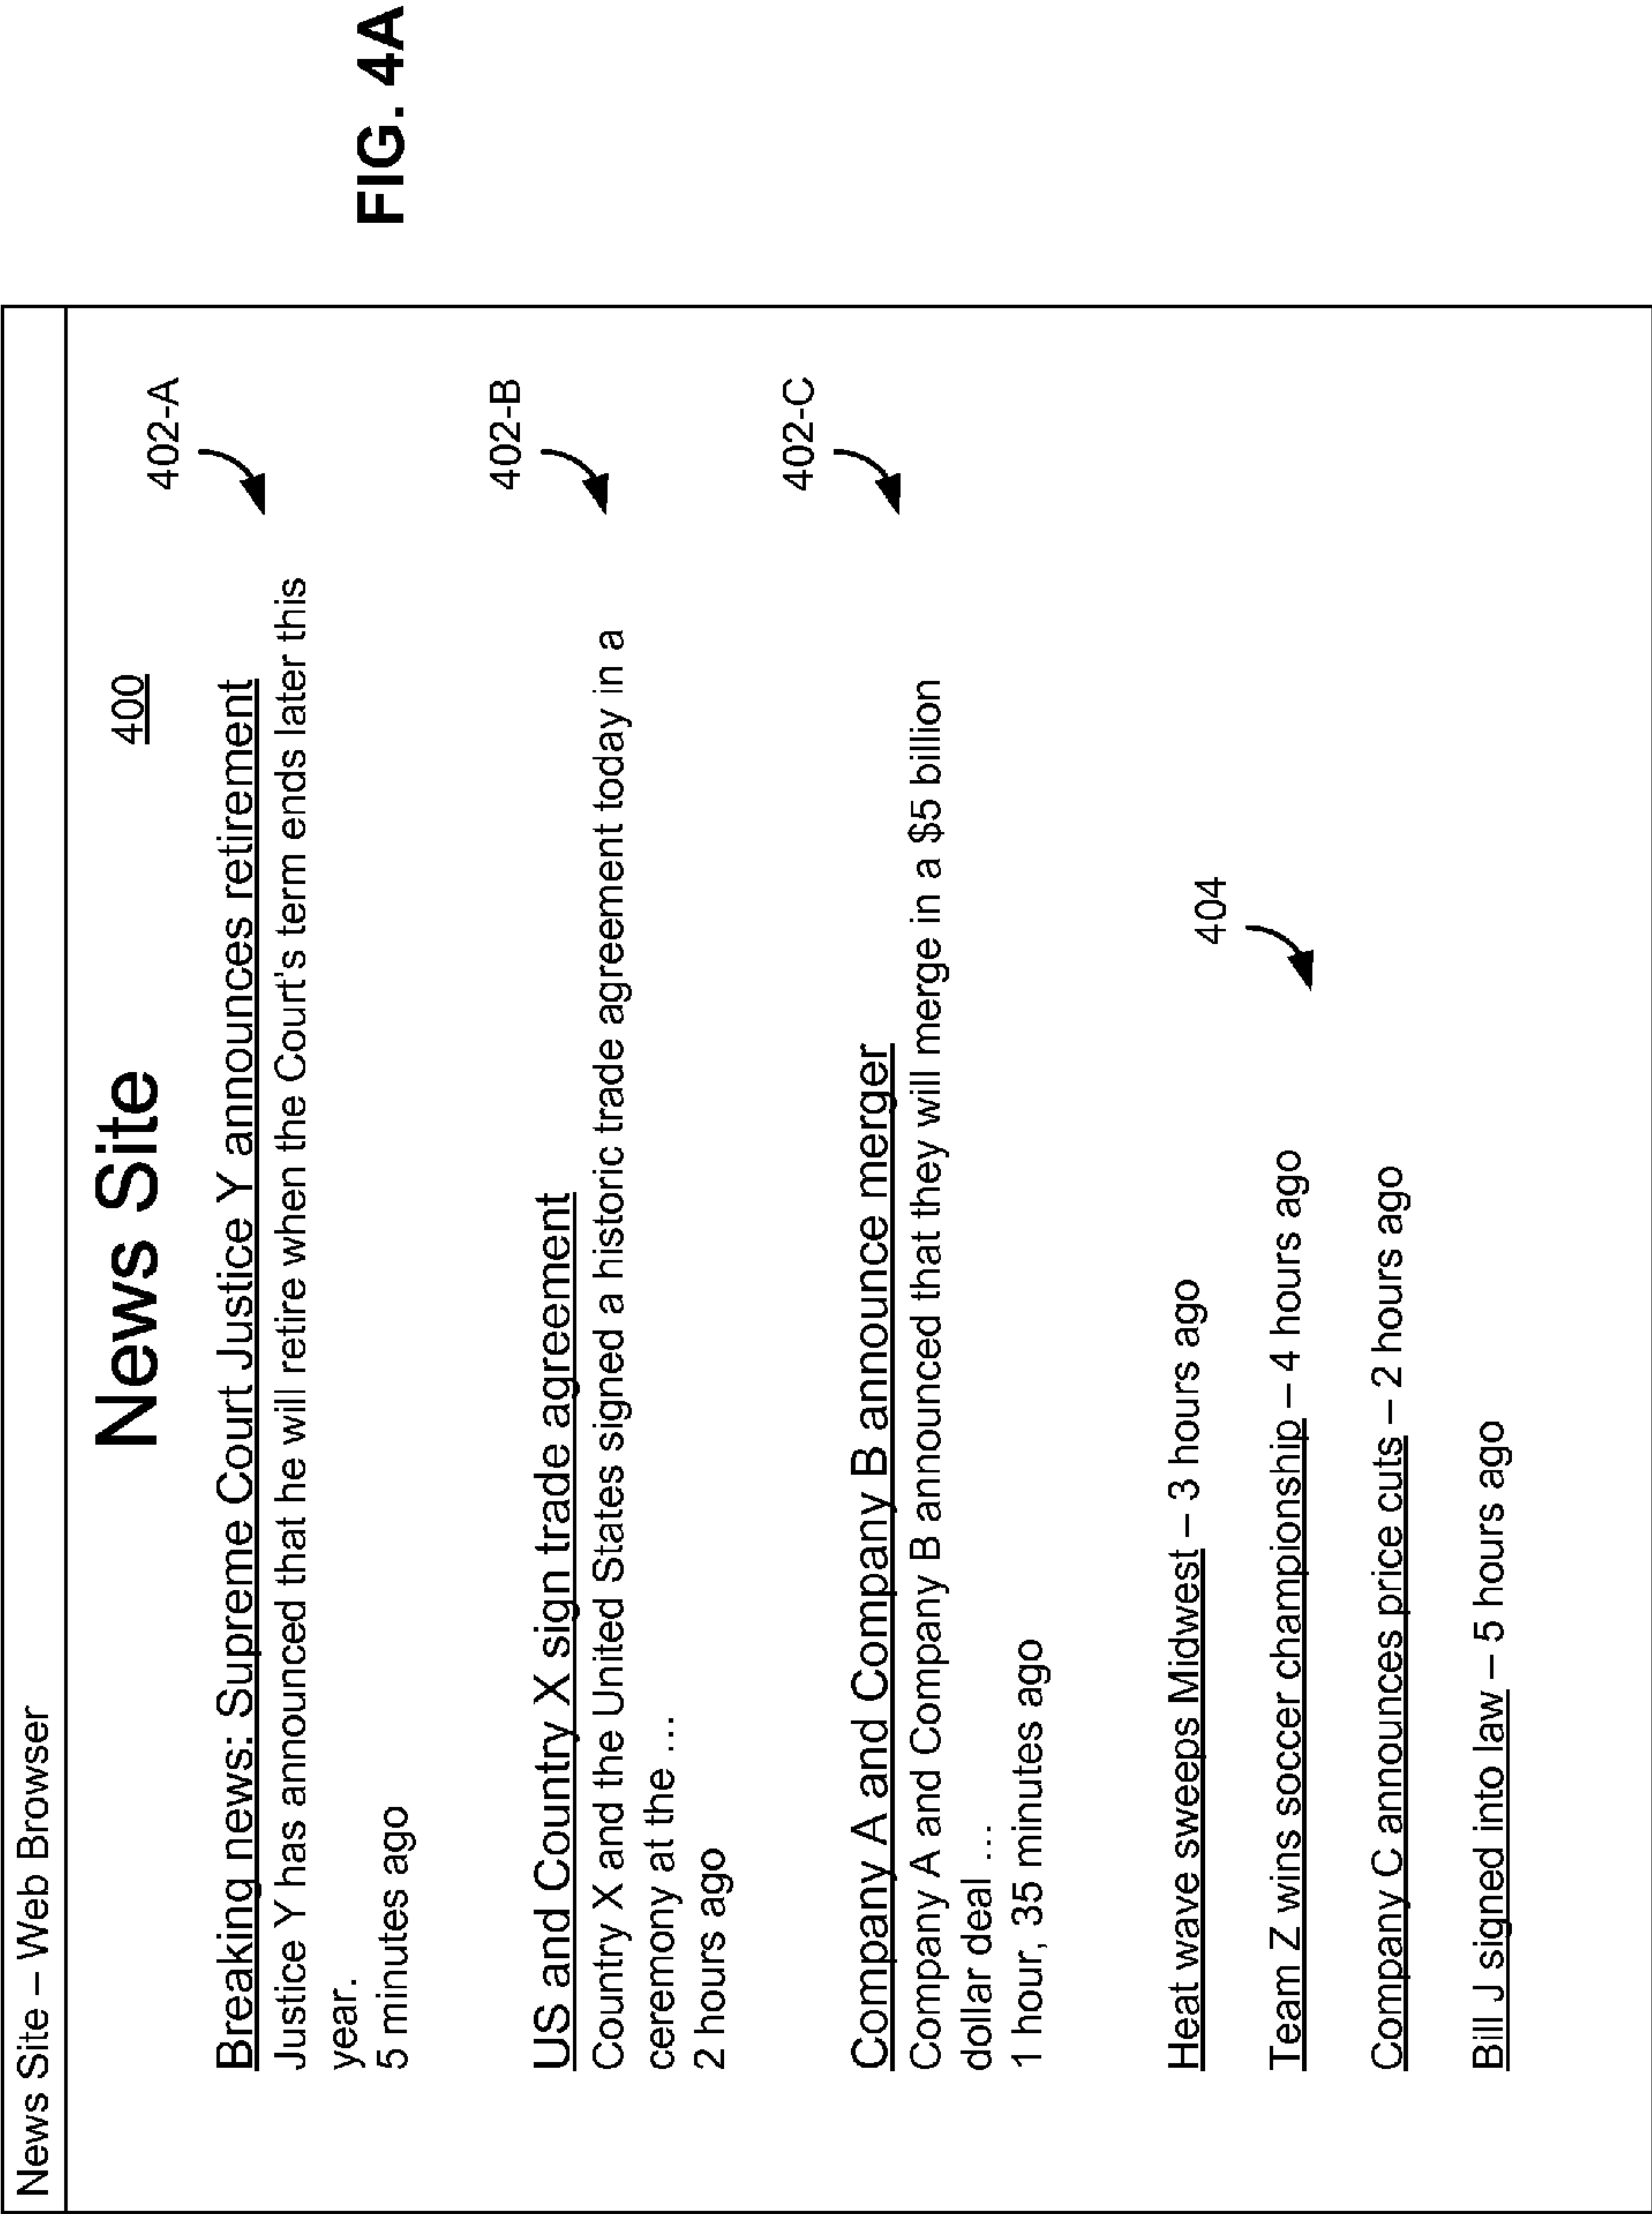 News Site – Web Browser
News Site
400
402-A
Breaking news: Supreme Court Justice Y announces retirement
Justice Y has announced that he will retire when the Court's term ends later this
year.
5 minutes ago
402-B
US and Country X sign trade agreement
Country X and the United States signed a historic trade agreement today in a
ceremony at the ...
2 hours ago
402-C
Company A and Company B announce merger
Company A and Company B announced that they will merge in a $5 billion
dollar deal ...
1 hour, 35 minutes ago
Heat wave sweeps Midwest – 3 hours ago
404
Team Z wins soccer championship – 4 hours ago
Company C announces price cuts – 2 hours ago
Bill J signed into law – 5 hours ago
FIG. 4A